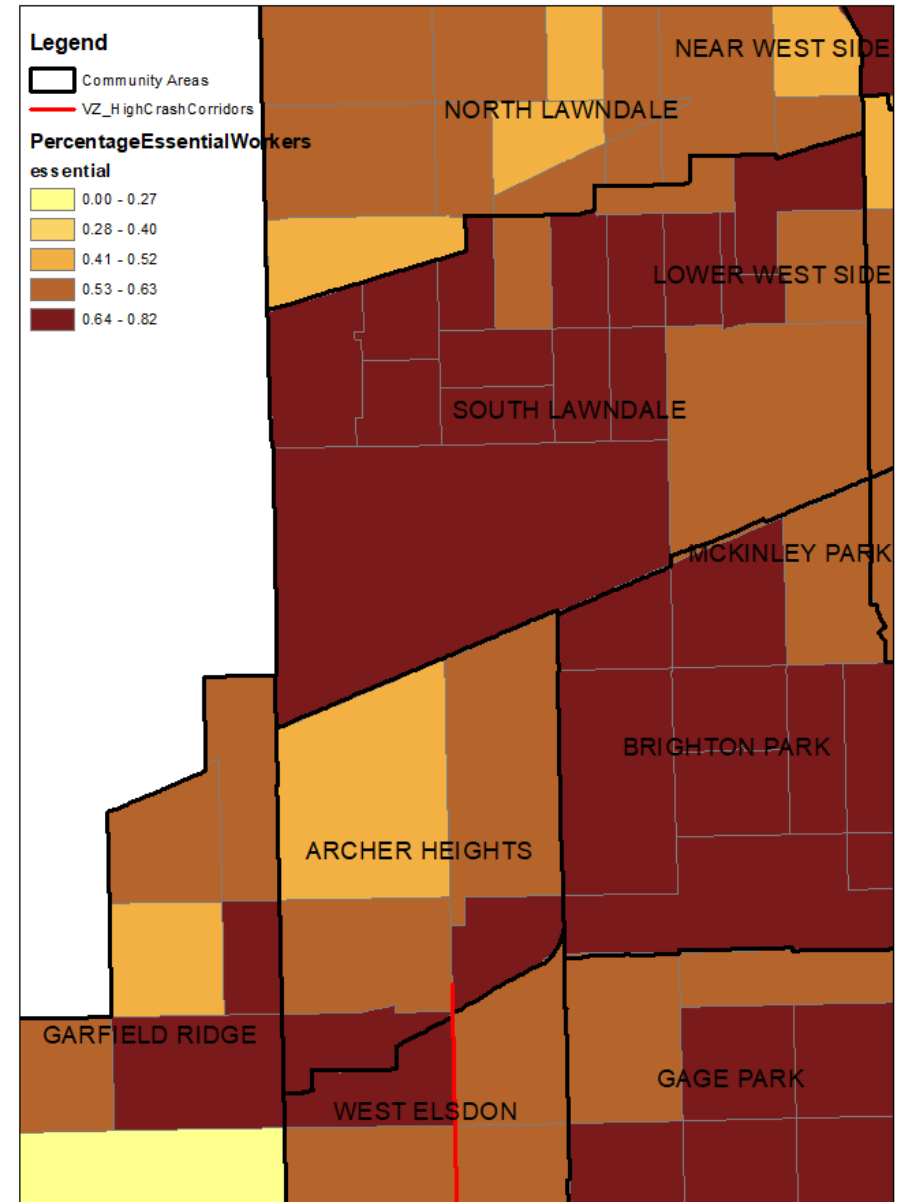 Legend
Community Areas
VZ_HighCrashCorridors
PercentageEssentialWorkers
essential
0.00 - 0.27
0.28 - 0.40
0.41 - 0.52
0.53 - 0.63
0.64 - 0.82
NEAR WEST SIDE
NORTH LAWNDALE
LOWER WEST SIDE
SOUTH LAWNDALE
MCKINLEY PARK
BRIGHTON PARK
ARCHER HEIGHTS
GARFIELD RIDGE
GAGE PARK
WEST ELSDON